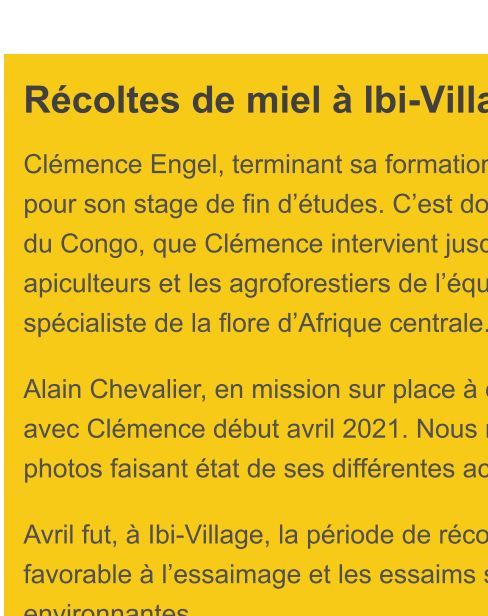 Récoltes de miel à Ibi-Villa
Clémence Engel, terminant sa formation
pour son stage de fin d’études. C’est do
du Congo, que Clémence intervient jusq
apiculteurs et les agroforestiers de l’équ
spécialiste de la flore d’Afrique centrale.
Alain Chevalier, en mission sur place à
avec Clémence début avril 2021. Nous
photos faisant état de ses différentes ac
Avril fut, à Ibi-Village, la période de réco
favorable à l’essaimage et les essaims s
environnantes